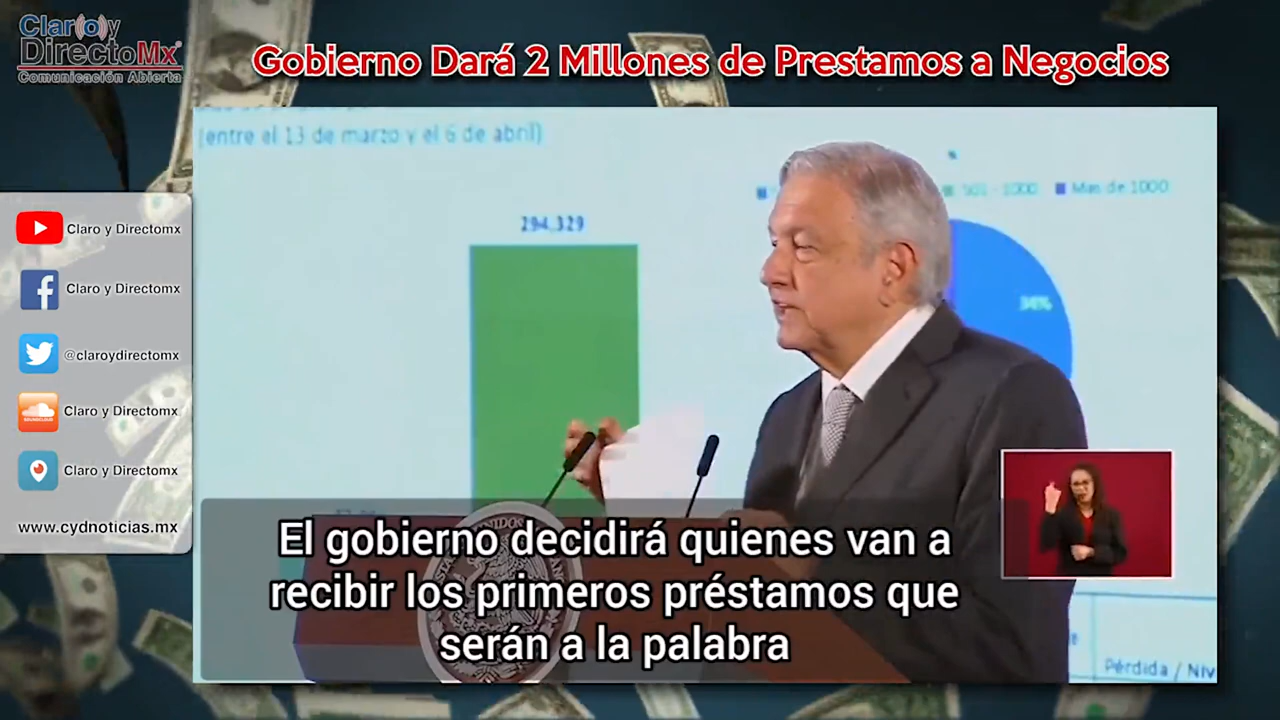 Claro y
DirectoMx
Comunicación Abierta
Gobierno Dará 2 Millones de Prestamos a Negocios
(entre el 13 de marzo y el 6 de abril)
501 - 1000
Mas de 1000
294,329
34%
Claro y Directomx
Claro y Directomx
@claroydirectomx
SOUNDCLOUD
Claro y Directomx
Claro y Directomx
www.cydnoticias.mx
El gobierno decidirá quienes van a
recibir los primeros préstamos que
serán a la palabra
Pérdida / Niv